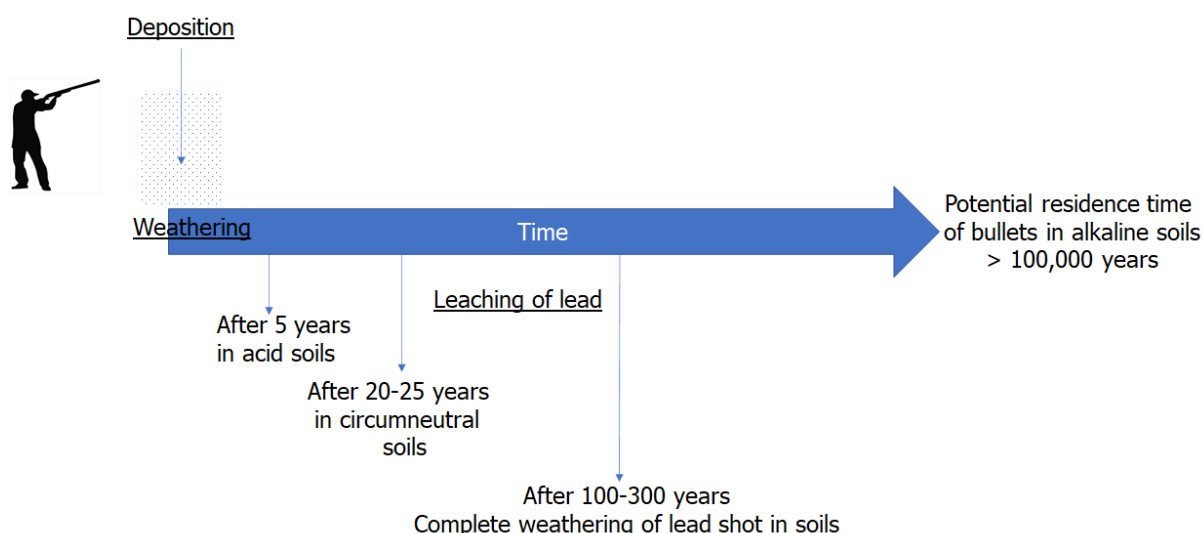 Deposition
Weathering
Time
Potential residence time
of bullets in alkaline soils
> 100,000 years
Leaching of lead
After 5 years
in acid soils
After 20-25 years
in circumneutral
soils
After 100-300 years
Complete weathering of lead shot in soils